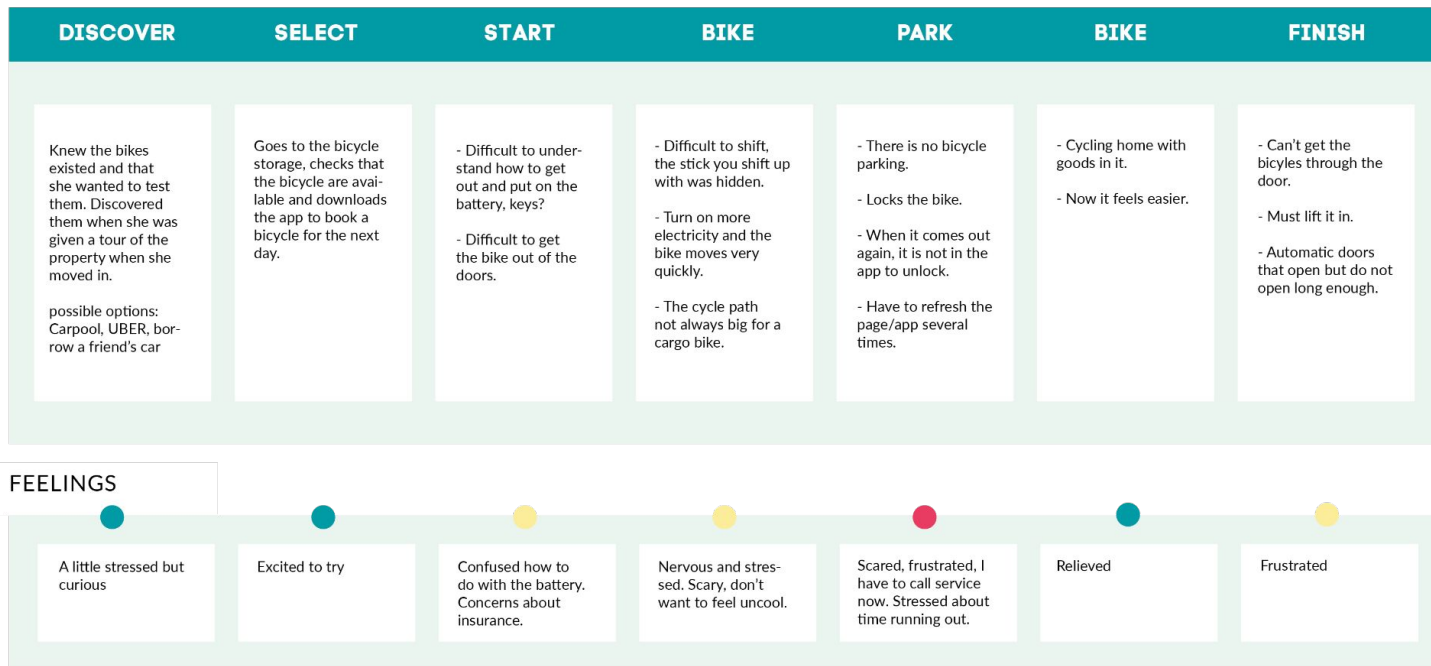 DISCOVER
SELECT
START
BIKE
PARK
BIKE
FINISH
Knew the bikes
existed and that
she wanted to test
them. Discovered
them when she was
given a tour of the
property when she
moved in.
possible options:
Carpool, UBER, bor-
row a friend's car
Goes to the bicycle
storage, checks that
the bicycle are avai-
lable and downloads
the app to book a
bicycle for the next
day.
- Difficult to under-
stand how to get
out and put on the
battery, keys?
- Difficult to get
the bike out of the
doors.
- Difficult to shift,
the stick you shift up
with was hidden.
- Turn on more
electricity and the
bike moves very
quickly.
- The cycle path
not always big for a
cargo bike.
- There is no bicycle
parking.
- Locks the bike.
- When it comes out
again, it is not in the
app to unlock.
- Have to refresh the
page/app several
times.
- Cycling home with
goods in it.
- Now it feels easier.
- Can't get the
bicyles through the
door.
- Must lift it in.
- Automatic doors
that open but do not
open long enough.
FEELINGS
A little stressed but
curious
Excited to try
Confused how to
do with the battery.
Concerns about
insurance.
Nervous and stres-
sed. Scary, don't
want to feel uncool.
Scared, frustrated, I
have to call service
now. Stressed about
time running out.
Relieved
Frustrated